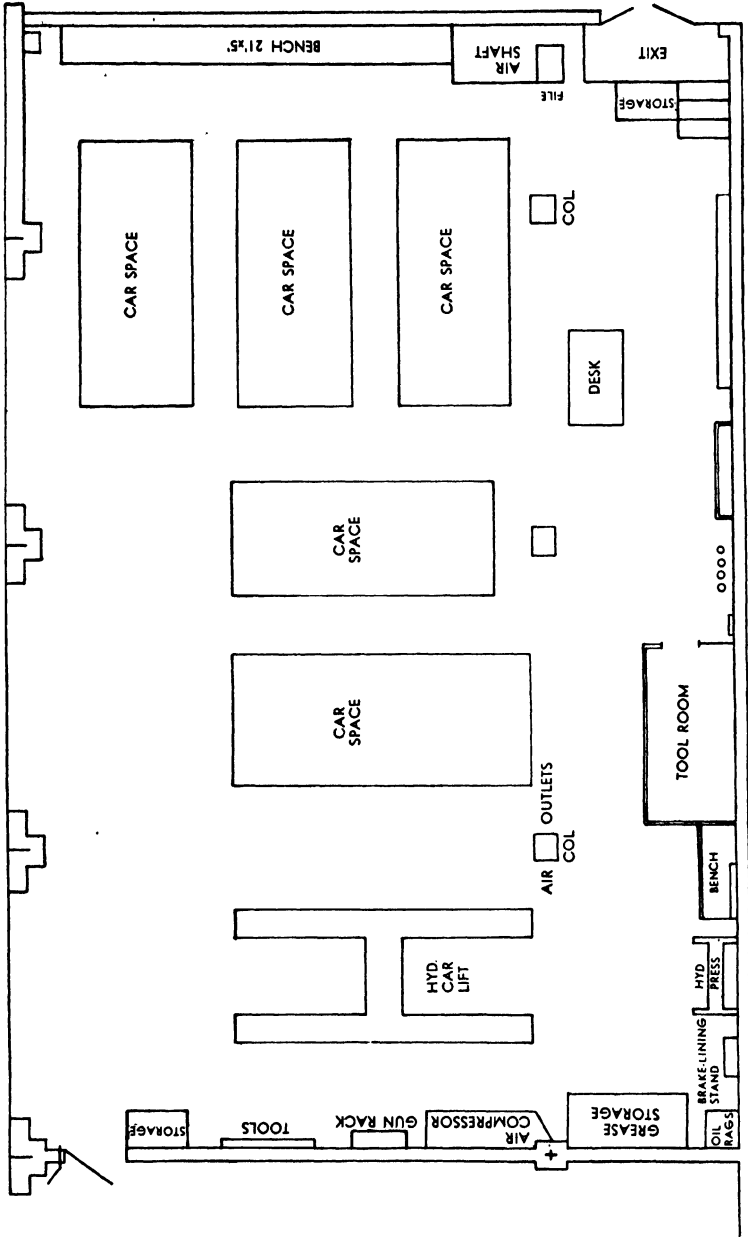 BENCH 21'x5'
AIR
SHAFT
FILE
EXIT
STORAGE
CAR SPACE
CAR SPACE
CAR SPACE
COL.
DESK
CAR
SPACE
CAR
SPACE
TOOL ROOM
AIR OUTLETS
COL
BENCH
HYD.
CAR
LIFT
HYD
PRESS
BRAKE-LINING
STAND
STORAGE
TOOLS
GUN RACK
AIR
COMPRESSOR
GREASE
STORAGE
OIL
RAGS